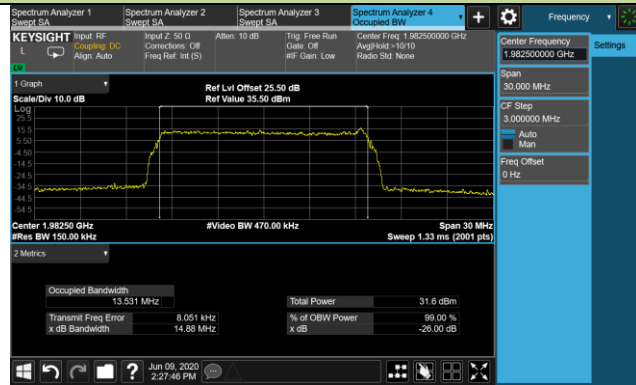 Spectrum Analyzer 1 Spectrum Analyzer 2 Spectrum Analyzer 3 Spectrum Analyzer 4 Frequency
Swept SA Swept SA Swept SA Occupied BW
KEYSIGHT Input: RF Input Z: 50 Ω Atten: 10 dB Trig: Free Run Center Freq: 1.982500000 GHz
L Coupling: DC Corrections: Off Gate: Off Avg|Hold:>10/10
Align: Auto Freq Ref: Int (S) #IF Gain: Low Radio Std: None
Center Frequency
1.982500000 GHz
Settings
Span
30.000 MHz
CF Step
3.000000 MHz
Auto
Man
Freq Offset
0 Hz
1 Graph
Ref Lvl Offset 25.50 dB
Scale/Div 10.0 dB Ref Value 35.50 dBm
Log
25.5
15.5
5.50
-4.50
-14.5
-24.5
-34.5
-44.5
-54.5
Center 1.98250 GHz #Video BW 470.00 kHz Span 30 MHz
#Res BW 150.00 kHz Sweep 1.33 ms (2001 pts)
2 Metrics
Occupied Bandwidth
13.531 MHz Total Power 31.6 dBm
Transmit Freq Error 8.051 kHz % of OBW Power 99.00 %
x dB Bandwidth 14.88 MHz x dB -26.00 dB
? Jun 09, 2020
2:27:46 PM